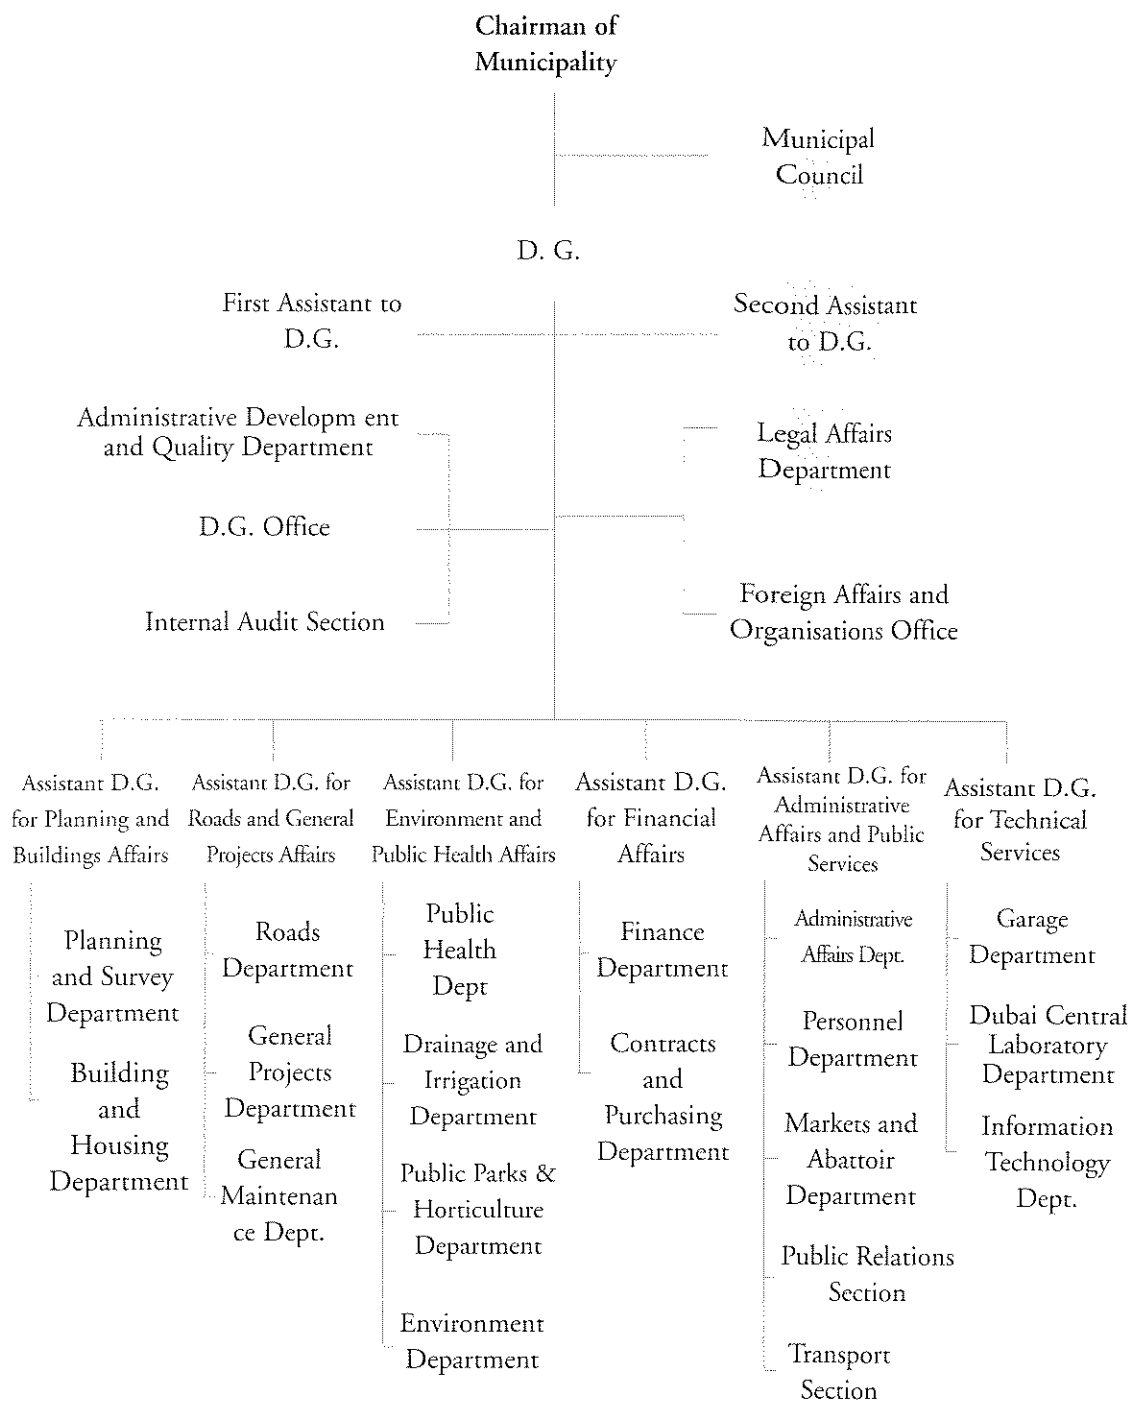 Chairman of
Municipality
Municipal
Council
D. G.
First Assistant to
D.G.
Second Assistant
to D.G.
Administrative Developm ent
and Quality Department
Legal Affairs
Department
D.G. Office
Foreign Affairs and
Organisations Office
Internal Audit Section
Assistant D.G.
for Planning and
Buildings Affairs
Planning
and Survey
Department
Building
and
Housing
Department
Assistant D.G. for
Roads and General
Projects Affairs
Roads
Department
General
Projects
Department
General
Maintenan
ce Dept.
Assistant D.G. for
Environment and
Public Health Affairs
Public
Health
Dept
Drainage and
Irrigation
Department
Public Parks &
Horticulture
Department
Environment
Department
Assistant D.G.
for Financial
Affairs
Finance
Department
Contracts
and
Purchasing
Department
Assistant D.G. for
Administrative
Affairs and Public
Services
Administrative
Affairs Dept.
Personnel
Department
Markets and
Abattoir
Department
Public Relations
Section
Transport
Section
Assistant D.G.
for Technical
Services
Garage
Department
Dubai Central
Laboratory
Department
Information
Technology
Dept.